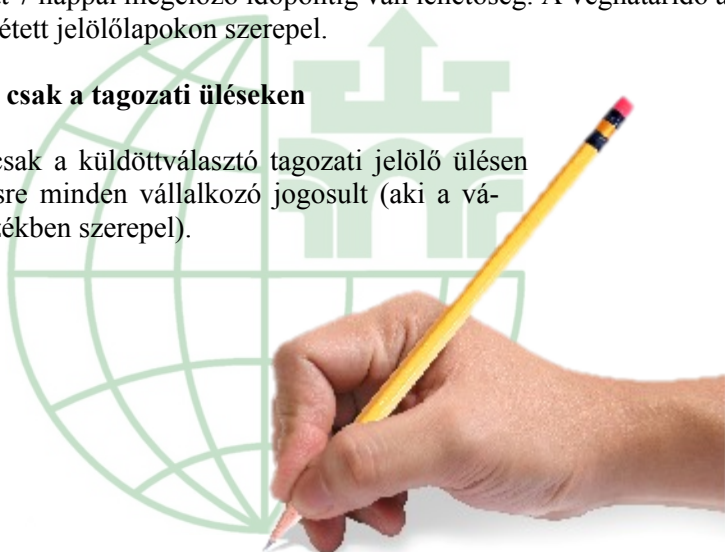 7 nappal megelőző időpontig van lehetőség. A véghatáridő a
étett jelölőlapokon szerepel.
csak a tagozati üléseken
csak a küldöttválasztó tagozati jelölő ülésen
sre minden vállalkozó jogosult (aki a vá-
ékben szerepel).